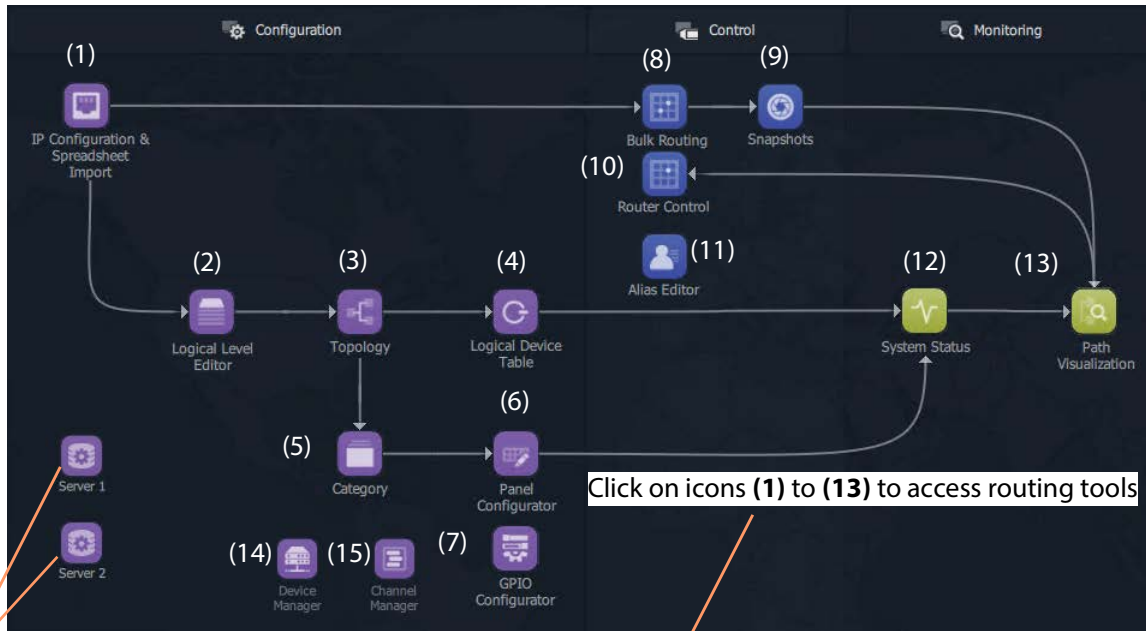 Configuration
Control
Monitoring
(1)
(8)
(9)
IP Configuration &
Spreadsheet
Import
Bulk Routing
Snapshots
(10)
Router Control
(2)
(3)
(4)
(11)
(12)
(13)
Alias Editor
Logical Level
Editor
Topology
Logical Device
Table
System Status
Path
Visualization
(5)
(6)
Category
Panel
Configurator
Click on icons (1) to (13) to access routing tools
Server 1
Server 2
(14)
(15)
(7)
Device
Manager
Channel
Manager
GPIO
Configurator